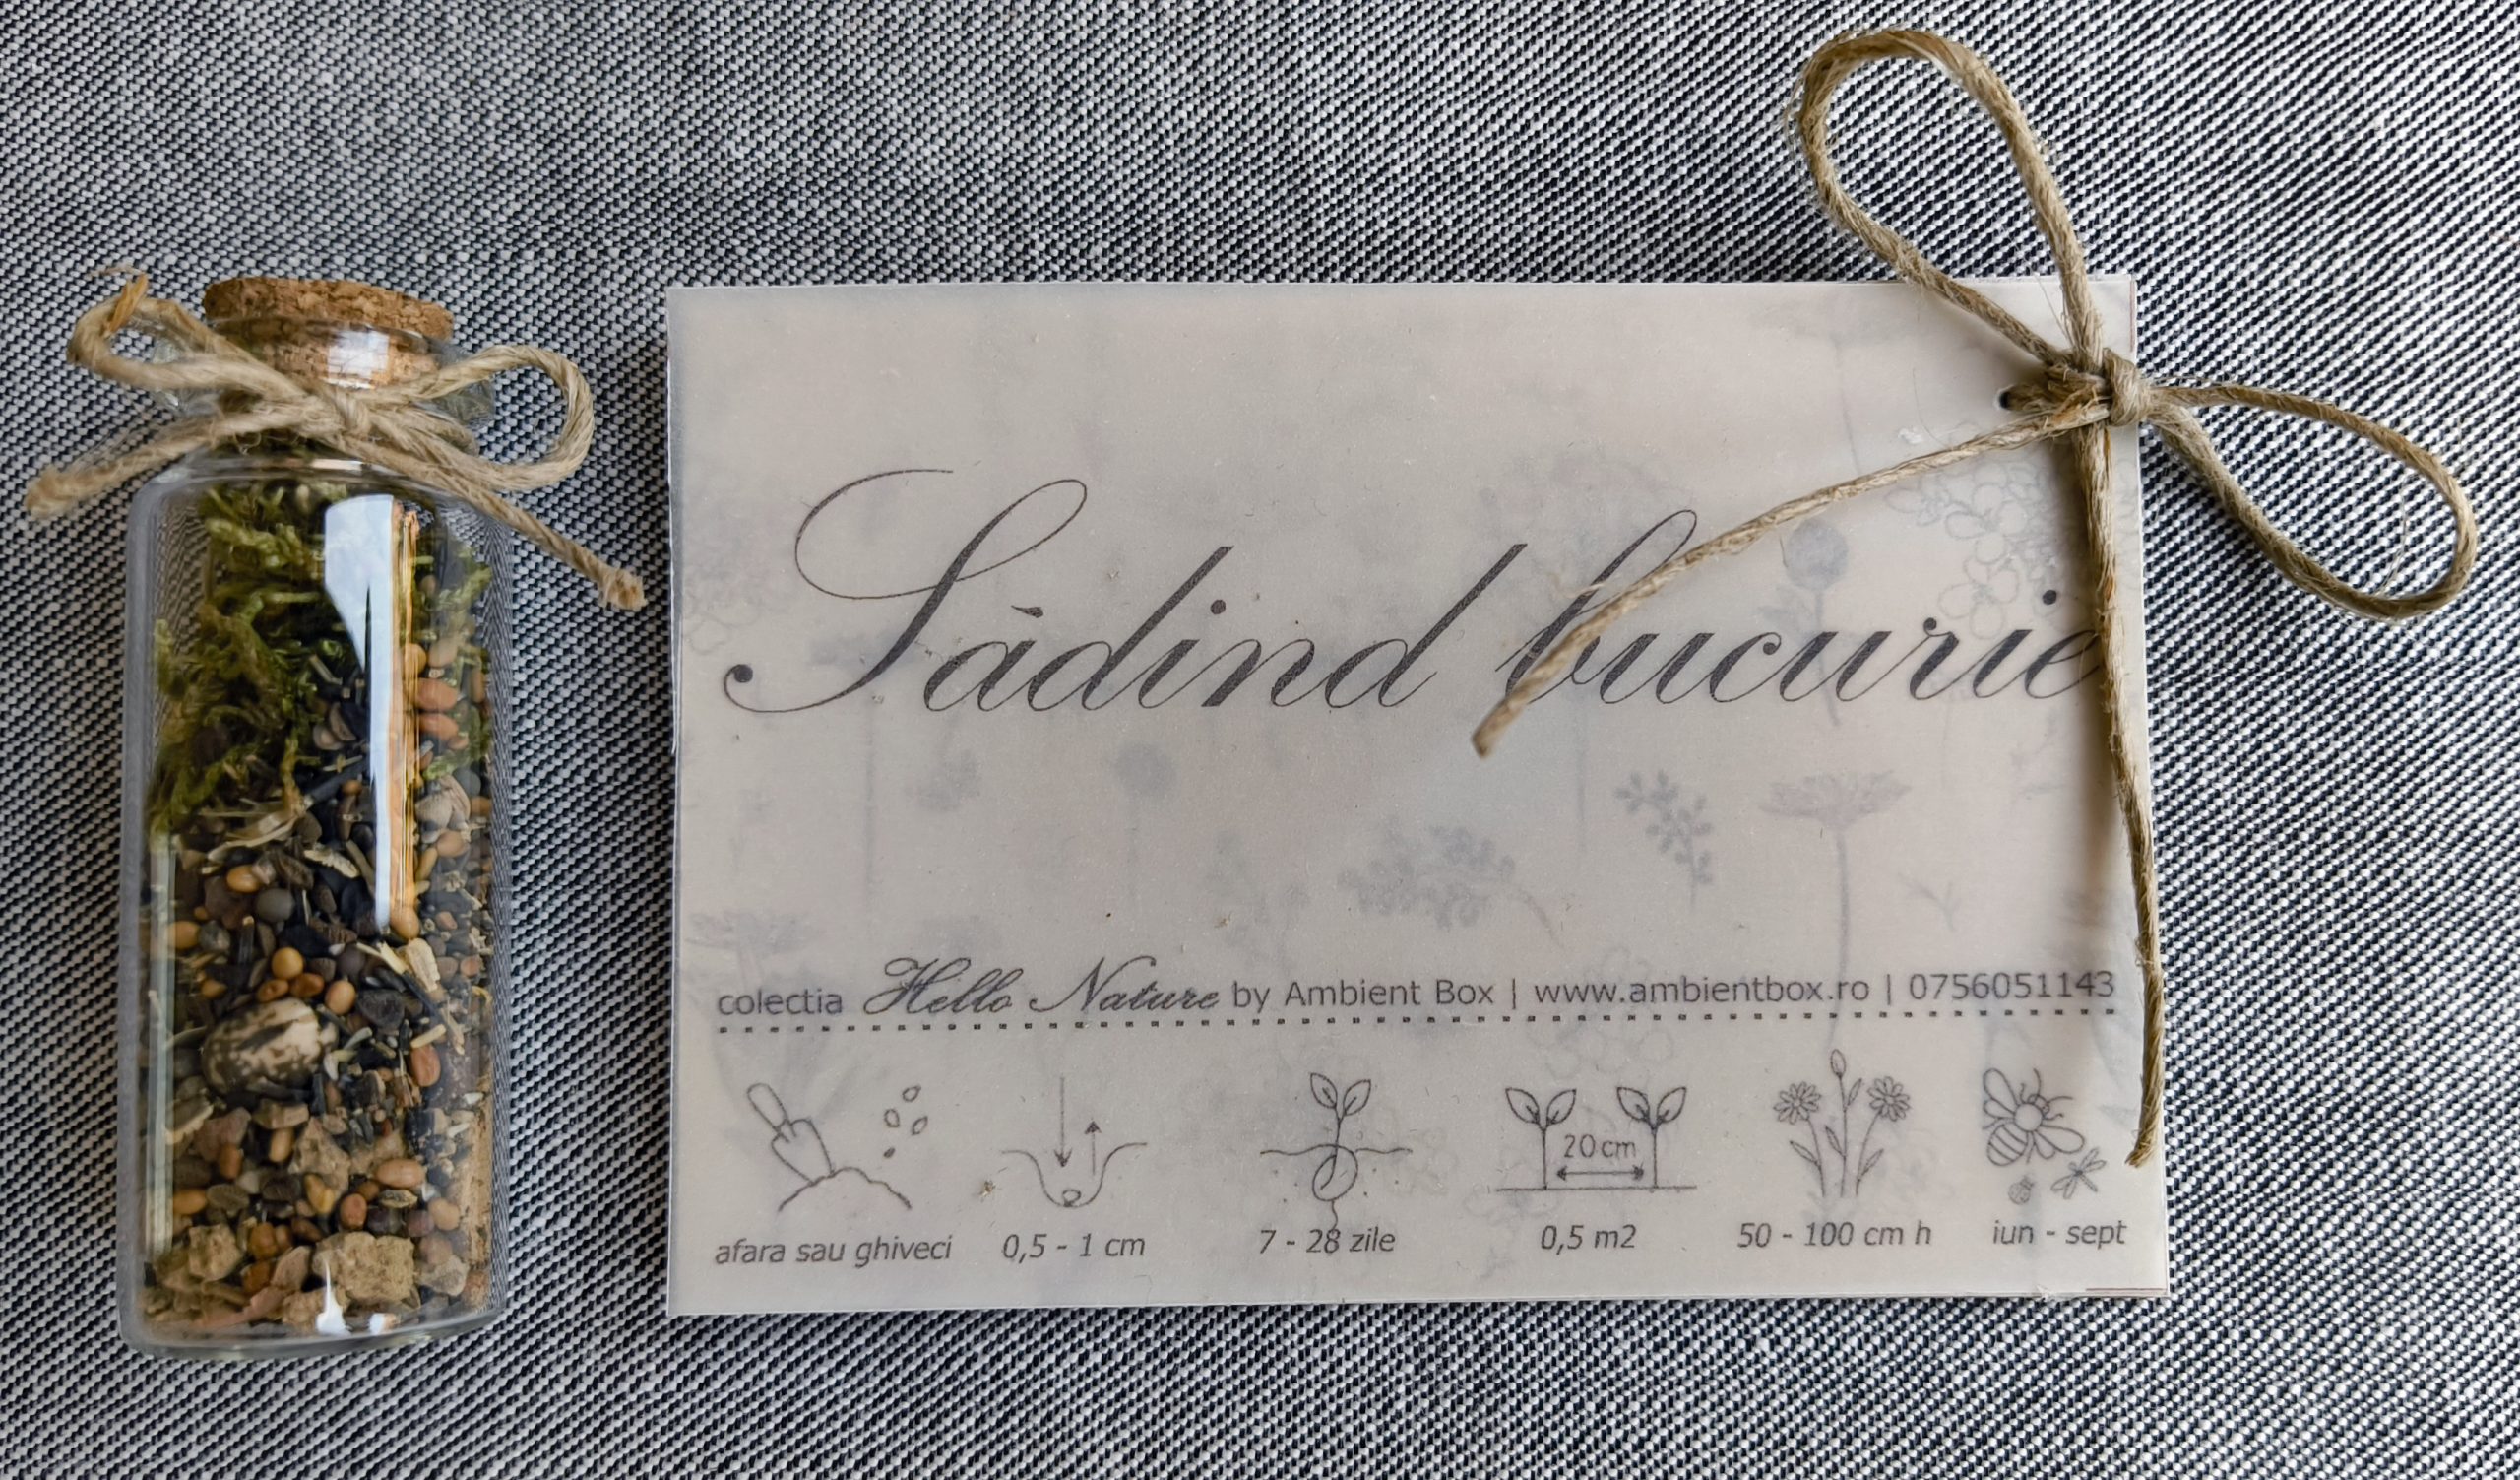 Sădind bucurie
colectia Hello Nature by Ambient Box | www.ambientbox.ro | 0756051143
20 cm
afara sau ghiveci 0,5 - 1 cm 7 - 28 zile 0,5 m2 50 - 100 cm h iun - sept